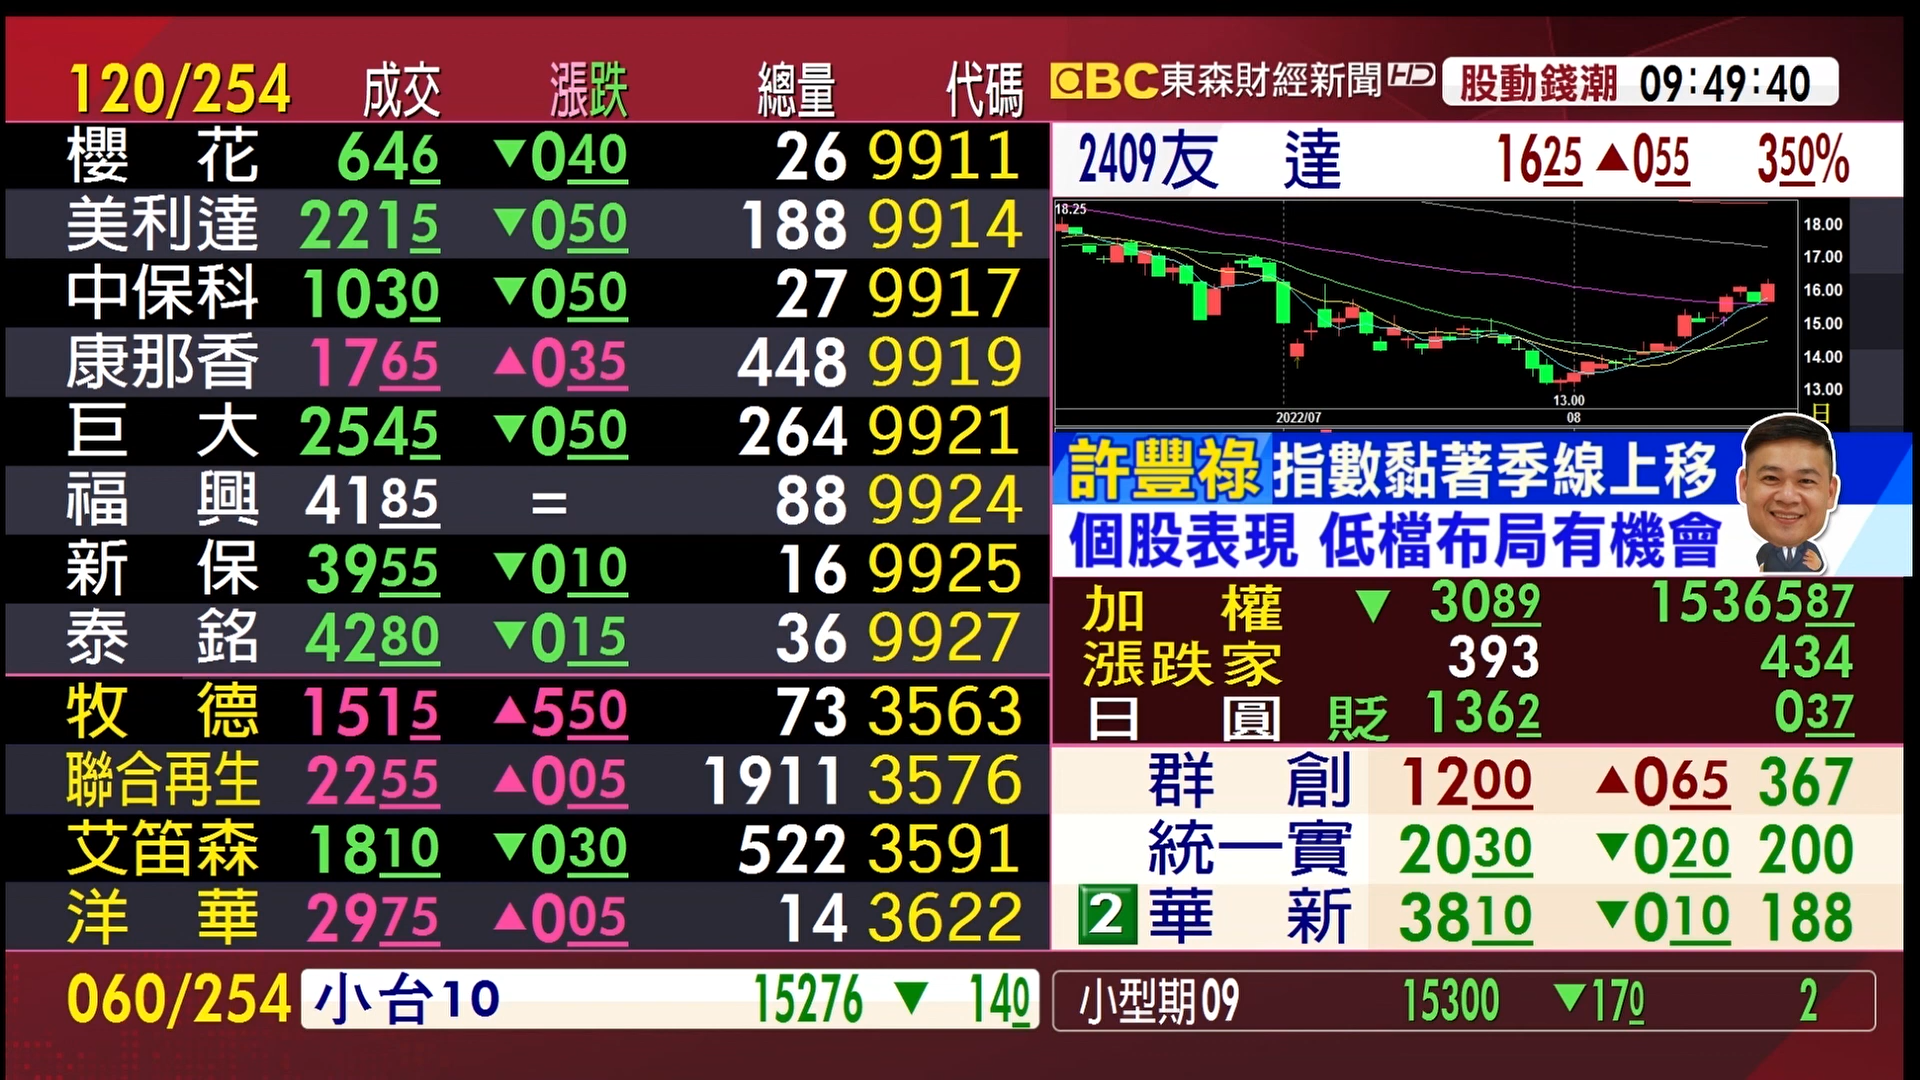 120/254 成交 漲跌 總量 代碼
櫻花 646 ▼040 26 9911
美利達 2215 ▼050 188 9914
中保科 1030 ▼050 27 9917
康那香 1765 ▲035 448 9919
巨大 2545 ▼050 264 9921
福興 4185 = 88 9924
新保 3955 ▼010 16 9925
泰銘 4280 ▼015 36 9927
牧德 1515 ▲550 73 3563
聯合再生 2255 ▲005 1911 3576
艾笛森 1810 ▼030 522 3591
洋華 2975 ▲005 14 3622
060/254 小台10 15276 ▼ 140
EBC東森財經新聞HD 股動錢潮 09:49:40
2409友達 1625 ▲055 350%
18.25
18.00
17.00
16.00
15.00
14.00
13.00
13.00
2022/07 08 日
許豐祿 指數黏著季線上移
個股表現 低檔布局有機會
加權 ▼ 3089 1536587
漲跌家 393 434
日圓 貶 1362 037
群創 1200 ▲065 367
統一實 2030 ▼020 200
2 華新 3810 ▼010 188
小型期09 15300 ▼170 2